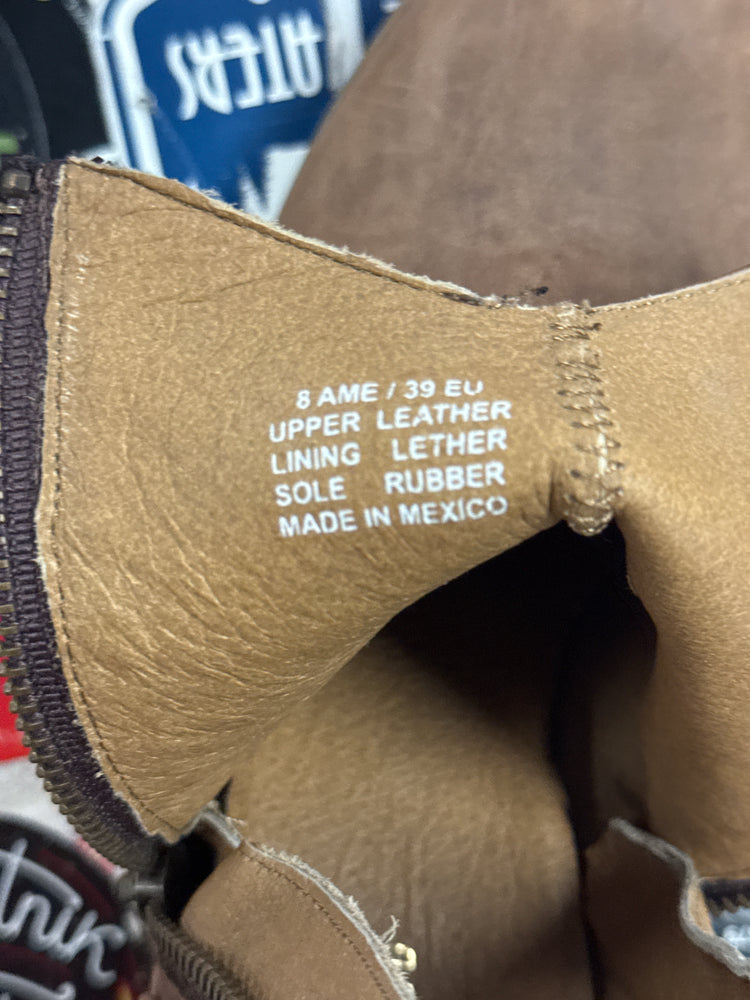 8 AME / 39 EU
UPPER LEATHER
LINING LETHER
SOLE RUBBER
MADE IN MEXICO